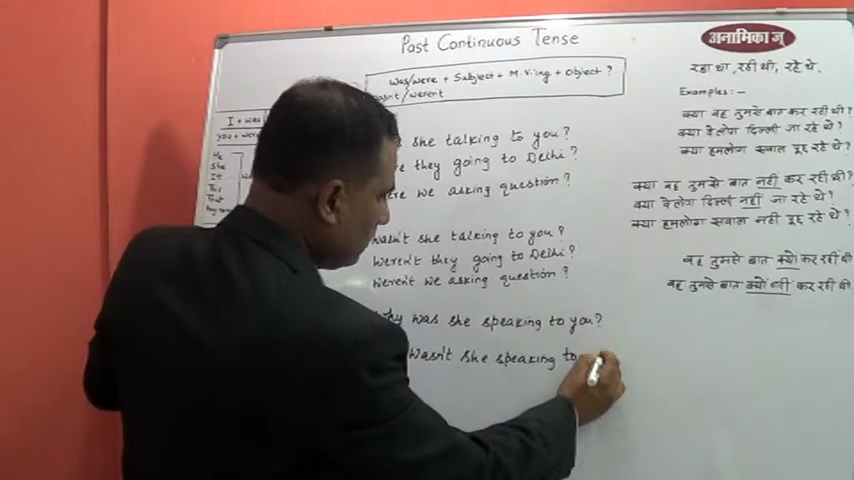 Past Continuous Tense
अनामिका ज्
was/were + Subject + M.V.ing + Object ?
/weren't
रहा था, रही थी, रहे थे.
Examples:-
I + was
you + were
He
She
It
This
That
she talking to you?
they going to Delhi?
we asking question?
क्या वह तुमसे बात कर रही थी?
क्या वे लोग दिल्ली जा रहे थे?
क्या हमलोग सवाल पूछ रहे थे?
wasn't she talking to you?
weren't they going to Delhi?
weren't we asking question?
क्या वह तुमसे बात नहीं कर रही थी?
क्या वे लोग दिल्ली नहीं जा रहे थे?
क्या हमलोग सवाल नहीं पूछ रहे थे?
was she speaking to you?
wasn't she speaking to
वह तुमसे बात क्यों कर रही थी
वह तुमसे बात क्यों नहीं कर रही थी